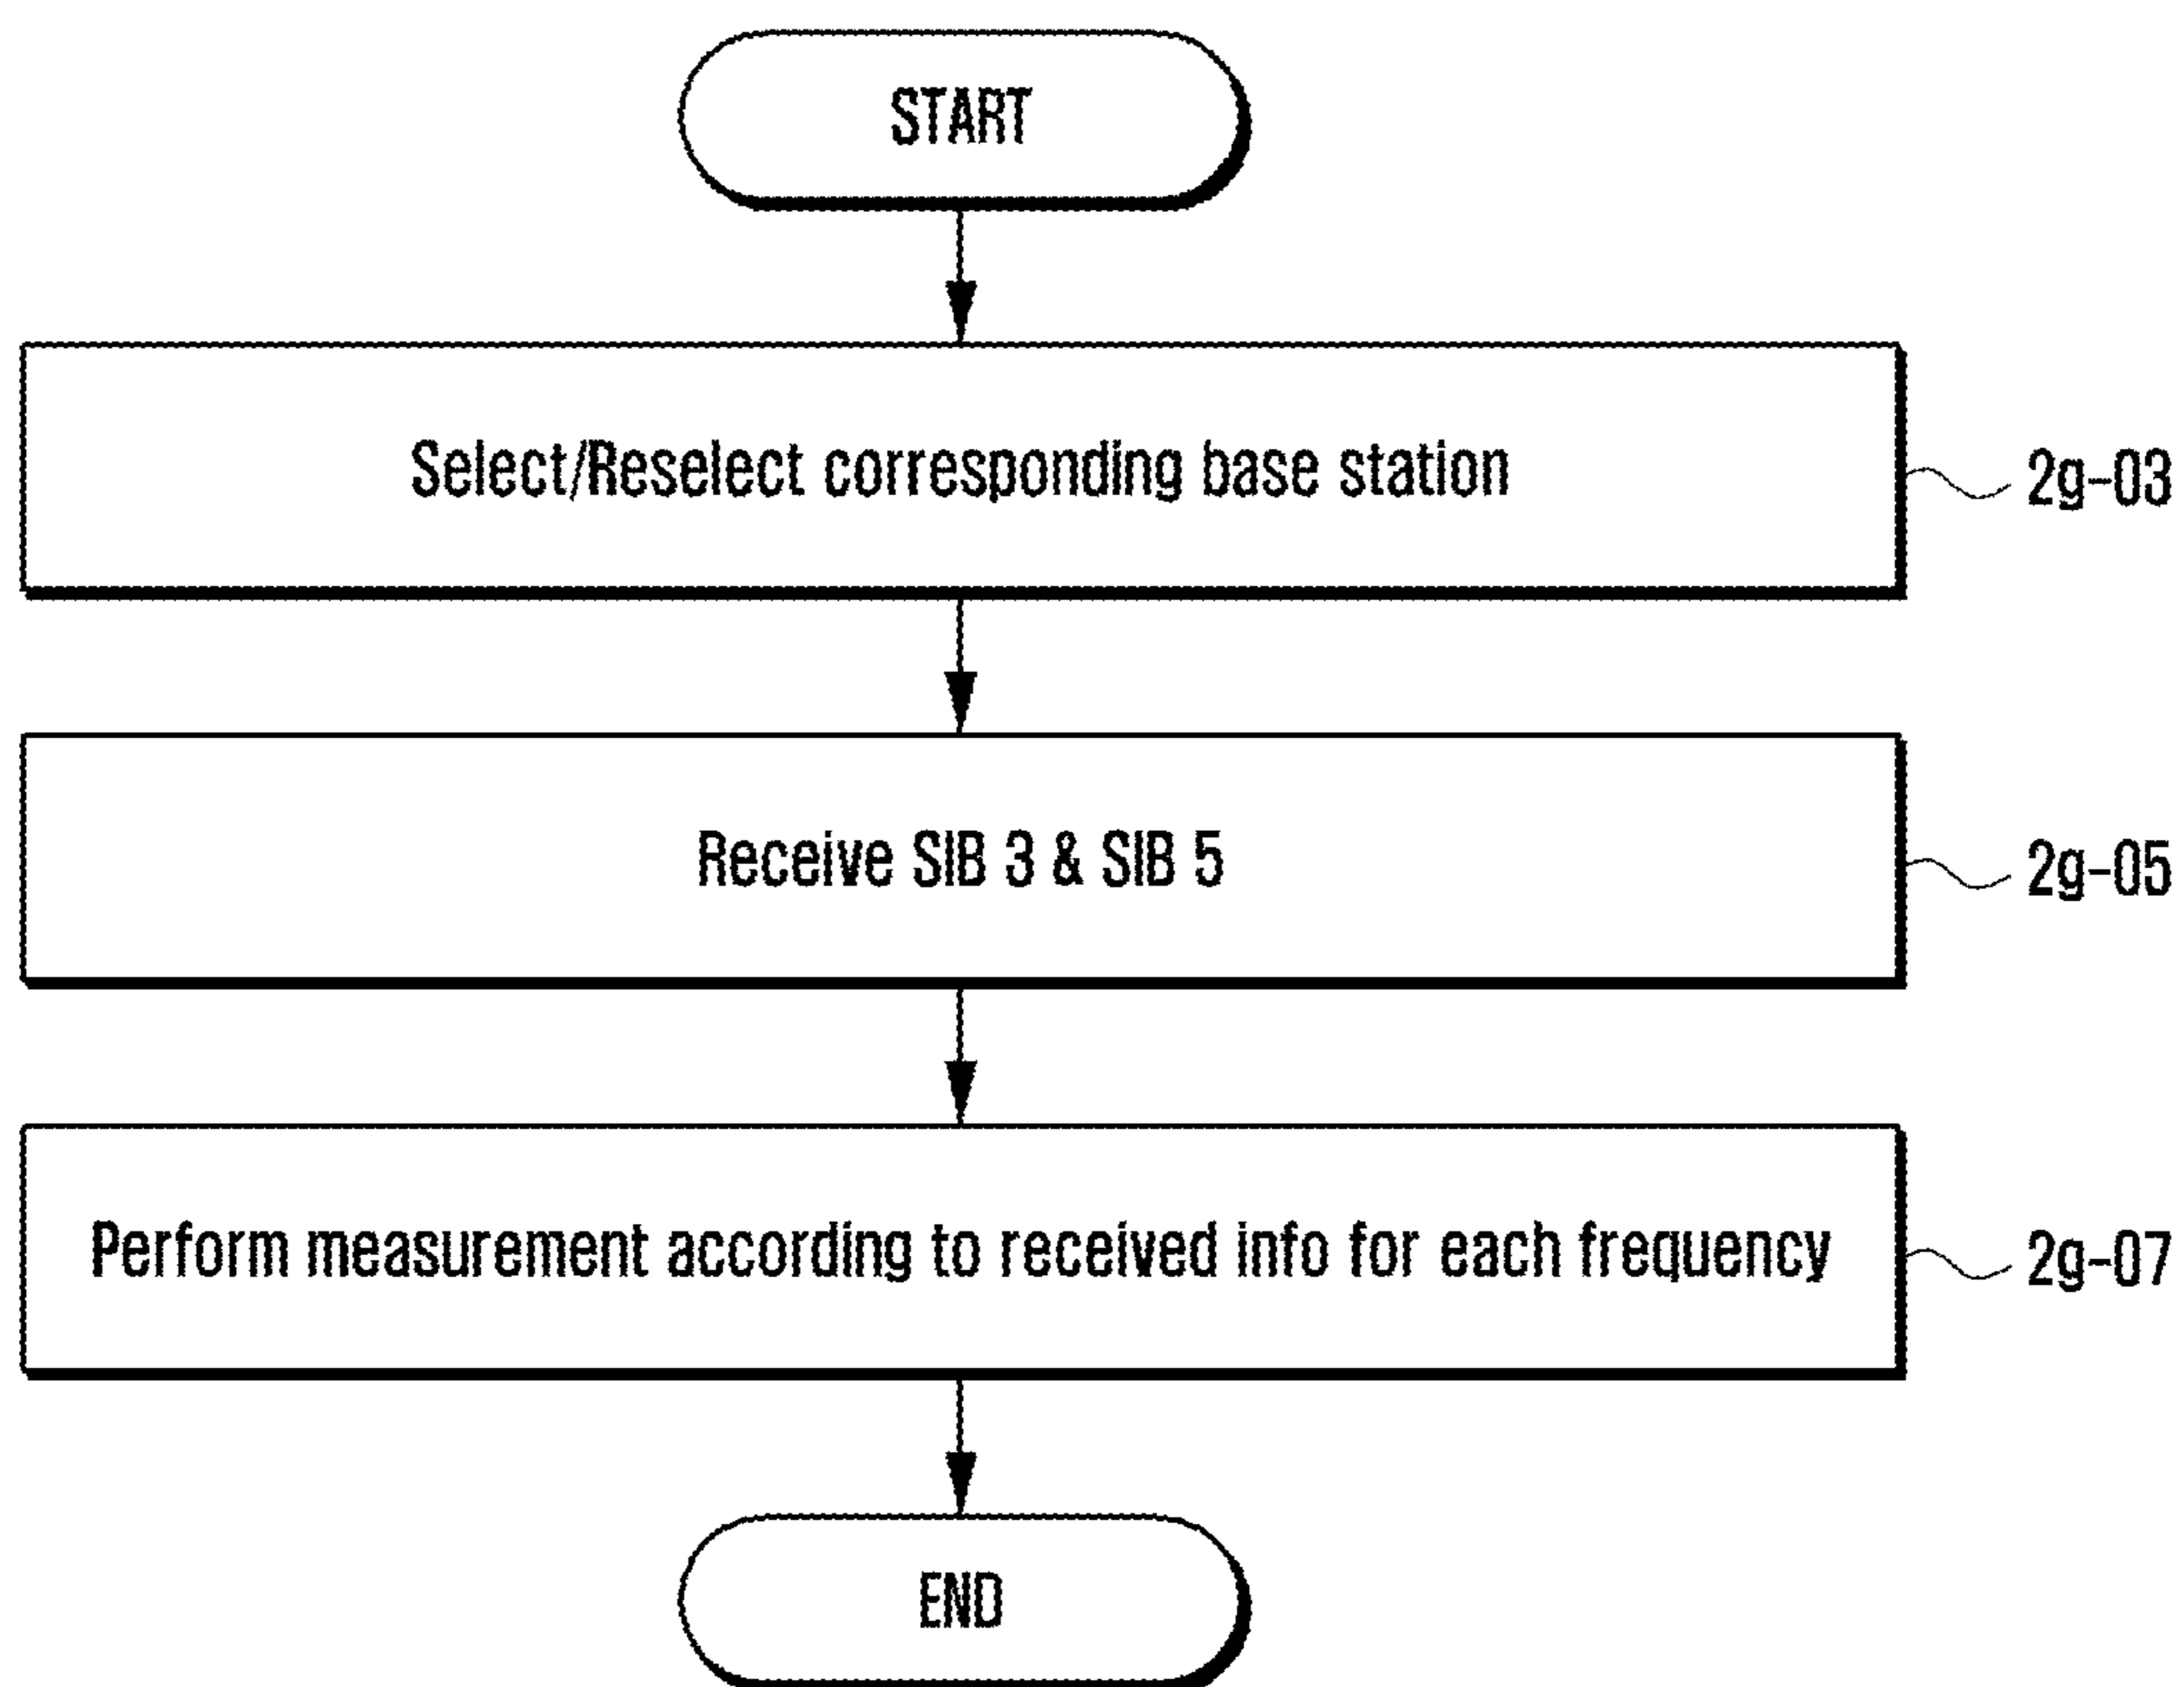 START
Select/Reselect corresponding base station
2g-03
Receive SIB 3 & SIB 5
2g-05
Perform measurement according to received info for each frequency
2g-07
END